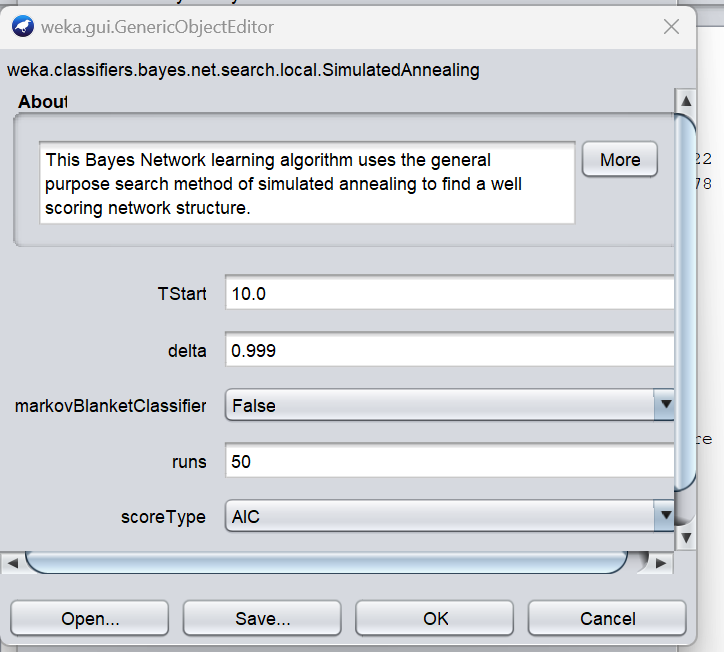 weka.gui.GenericObjectEditor
weka.classifiers.bayes.net.search.local.SimulatedAnnealing
About
This Bayes Network learning algorithm uses the general
purpose search method of simulated annealing to find a well
scoring network structure.
More
22
78
TStart 10.0
delta 0.999
markovBlanketClassifier False
re
runs 50
scoreType AIC
Open... Save... OK Cancel